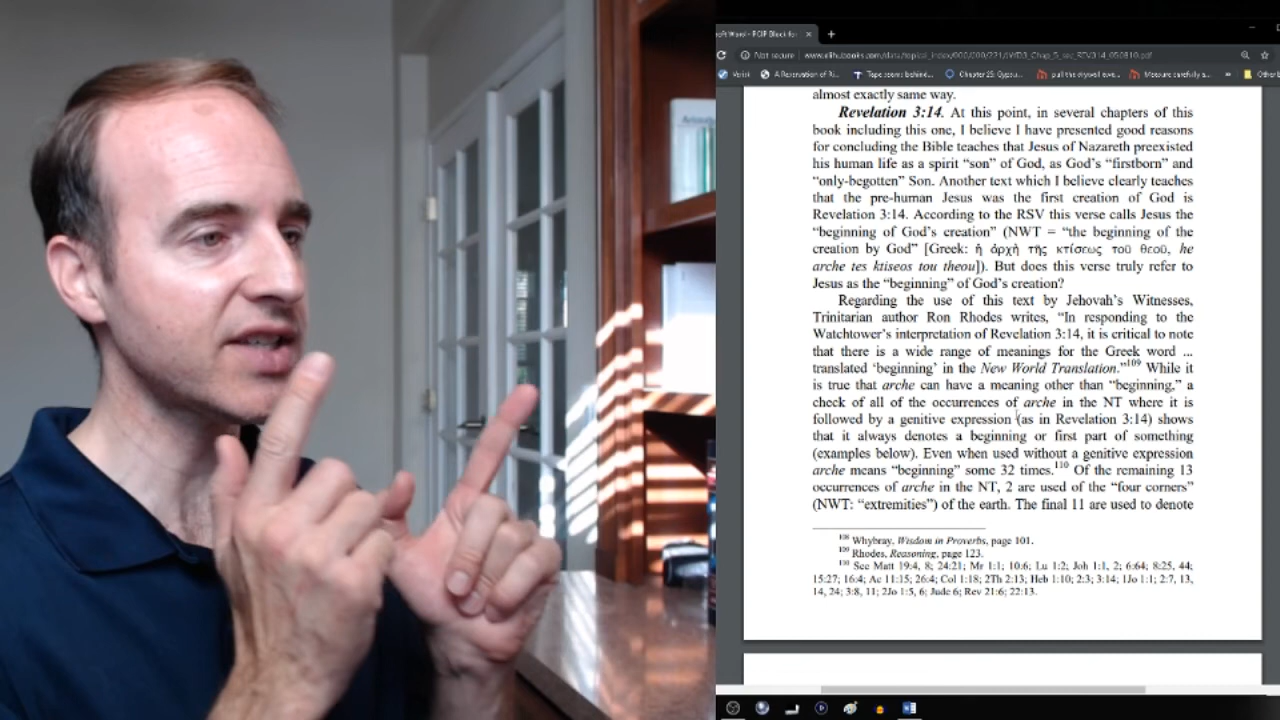 Not secure
almost exactly same way.
Revelation 3:14. At this point, in several chapters of this
book including this one, I believe I have presented good reasons
for concluding the Bible teaches that Jesus of Nazareth preexisted
his human life as a spirit “son” of God, as God’s “firstborn” and
“only-begotten” Son. Another text which I believe clearly teaches
that the pre-human Jesus was the first creation of God is
Revelation 3:14. According to the RSV this verse calls Jesus the
“beginning of God’s creation” (NWT = “the beginning of the
creation by God” [Greek: ἡ ἀρχὴ τῆς κτίσεως τοῦ θεοῦ, he
arche tes ktiseos tou theou]). But does this verse truly refer to
Jesus as the “beginning” of God’s creation?
Regarding the use of this text by Jehovah’s Witnesses,
Trinitarian author Ron Rhodes writes, “In responding to the
Watchtower’s interpretation of Revelation 3:14, it is critical to note
that there is a wide range of meanings for the Greek word ...
translated ‘beginning’ in the New World Translation.”109 While it
is true that arche can have a meaning other than “beginning,” a
check of all of the occurrences of arche in the NT where it is
followed by a genitive expression (as in Revelation 3:14) shows
that it always denotes a beginning or first part of something
(examples below). Even when used without a genitive expression
arche means “beginning” some 32 times.110 Of the remaining 13
occurrences of arche in the NT, 2 are used of the “four corners”
(NWT: “extremities”) of the earth. The final 11 are used to denote
108 Whybray, Wisdom in Proverbs, page 101.
109 Rhodes, Reasoning, page 123.
110 See Matt 19:4, 8; 24:21; Mr 1:1; 10:6; Lu 1:2; Joh 1:1, 2; 6:64; 8:25, 44;
15:27; 16:4; Ac 11:15; 26:4; Col 1:18; 2Th 2:13; Heb 1:10; 2:3; 3:14; 1Jo 1:1; 2:7, 13,
14, 24; 3:8, 11; 2Jo 1:5, 6; Jude 6; Rev 21:6; 22:13.